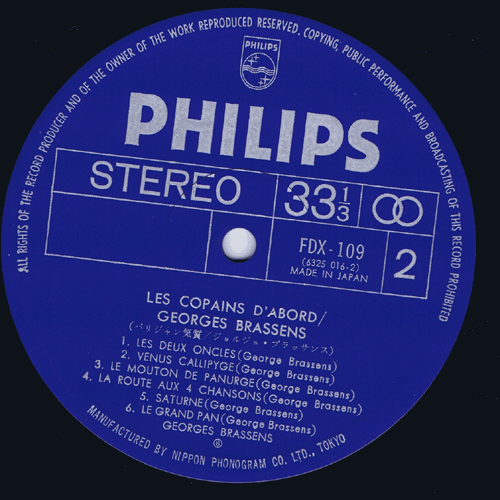 ALL RIGHTS OF THE RECORD PRODUCER AND OF THE OWNER OF THE WORK REPRODUCED RESERVED. COPYING, PUBLIC PERFORMANCE AND BROADCASTING OF THIS RECORD PROHIBITED
PHILIPS
PHILIPS
STEREO 33 1/3
FDX-109
(6325 016-2)
MADE IN JAPAN
2
LES COPAINS D'ABORD/
GEORGES BRASSENS
(パリジャン気質/ジョルジュ・ブラッサンス)
1. LES DEUX ONCLES (George Brassens)
2. VENUS CALLIPYGE (George Brassens)
3. LE MOUTON DE PANURGE (George Brassens)
4. LA ROUTE AUX 4 CHANSONS (George Brassens)
5. SATURNE (George Brassens)
6. LE GRAND PAN (George Brassens)
GEORGES BRASSENS
MANUFACTURED BY NIPPON PHONOGRAM CO. LTD., TOKYO